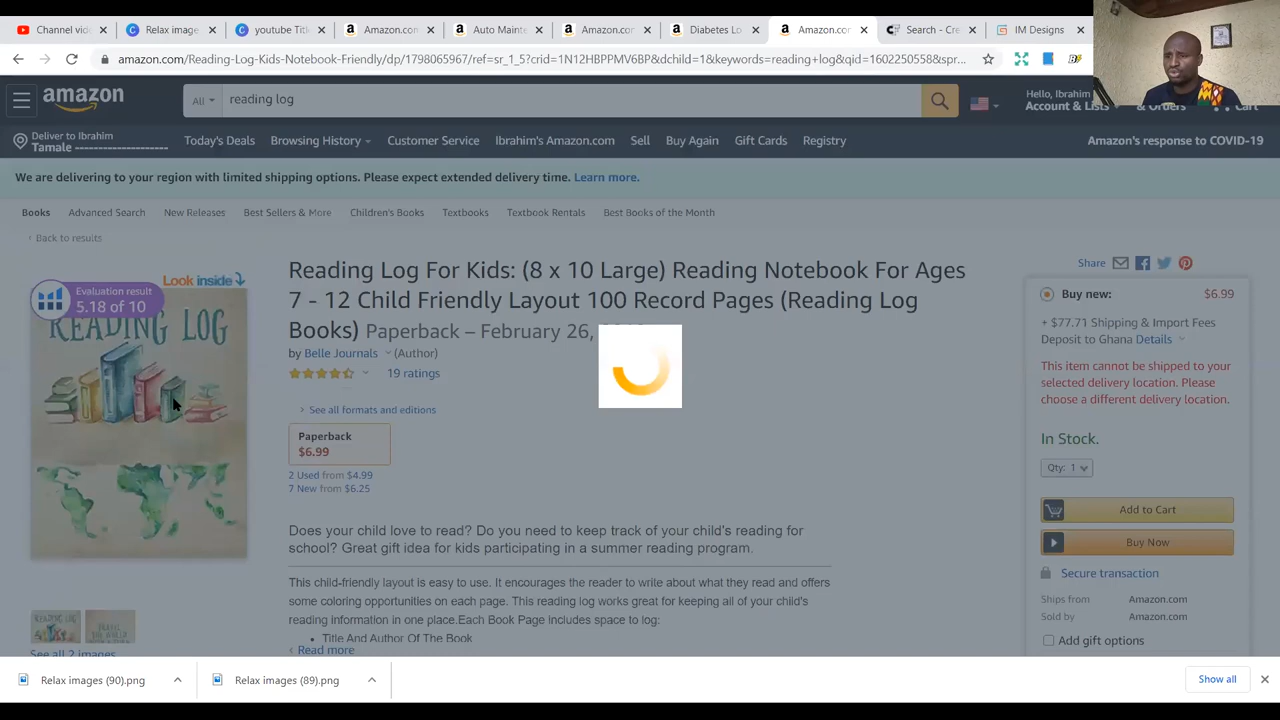 Channel vide
Relax image
youtube Titl
Amazon.co
Auto Mainte
Amazon.co
Diabetes Lo
Amazon.co
Search - Cre
IM Designs
amazon.com/Reading-Log-Kids-Notebook-Friendly/dp/1798065967/ref=sr_1_5?crid=1N12HBPPMV6BP&dchild=1&keywords=reading+log&qid=1602250558&spr...
amazon
All
reading log
Hello, Ibrahim
Account & Lists
& Orders
Cart
Deliver to Ibrahim
Tamale --------------------
Today's Deals
Browsing History
Customer Service
Ibrahim's Amazon.com
Sell
Buy Again
Gift Cards
Registry
Amazon's response to COVID-19
We are delivering to your region with limited shipping options. Please expect extended delivery time. Learn more.
Books
Advanced Search
New Releases
Best Sellers & More
Children's Books
Textbooks
Textbook Rentals
Best Books of the Month
‹ Back to results
Look inside
Evaluation result
5.18 of 10
READING LOG
See all 2 images
Reading Log For Kids: (8 x 10 Large) Reading Notebook For Ages
7 - 12 Child Friendly Layout 100 Record Pages (Reading Log
Books) Paperback – February 26,
by Belle Journals (Author)
19 ratings
› See all formats and editions
Paperback
$6.99
2 Used from $4.99
7 New from $6.25
Does your child love to read? Do you need to keep track of your child's reading for
school? Great gift idea for kids participating in a summer reading program.
This child-friendly layout is easy to use. It encourages the reader to write about what they read and offers
some coloring opportunities on each page. This reading log works great for keeping all of your child's
reading information in one place.Each Book Page includes space to log:
• Title And Author Of The Book
‹ Read more
Share
Buy new:
$6.99
+ $77.71 Shipping & Import Fees
Deposit to Ghana Details
This item cannot be shipped to your
selected delivery location. Please
choose a different delivery location.
In Stock.
Qty: 1
Add to Cart
Buy Now
Secure transaction
Ships from Amazon.com
Sold by Amazon.com
Add gift options
Relax images (90).png
Relax images (89).png
Show all